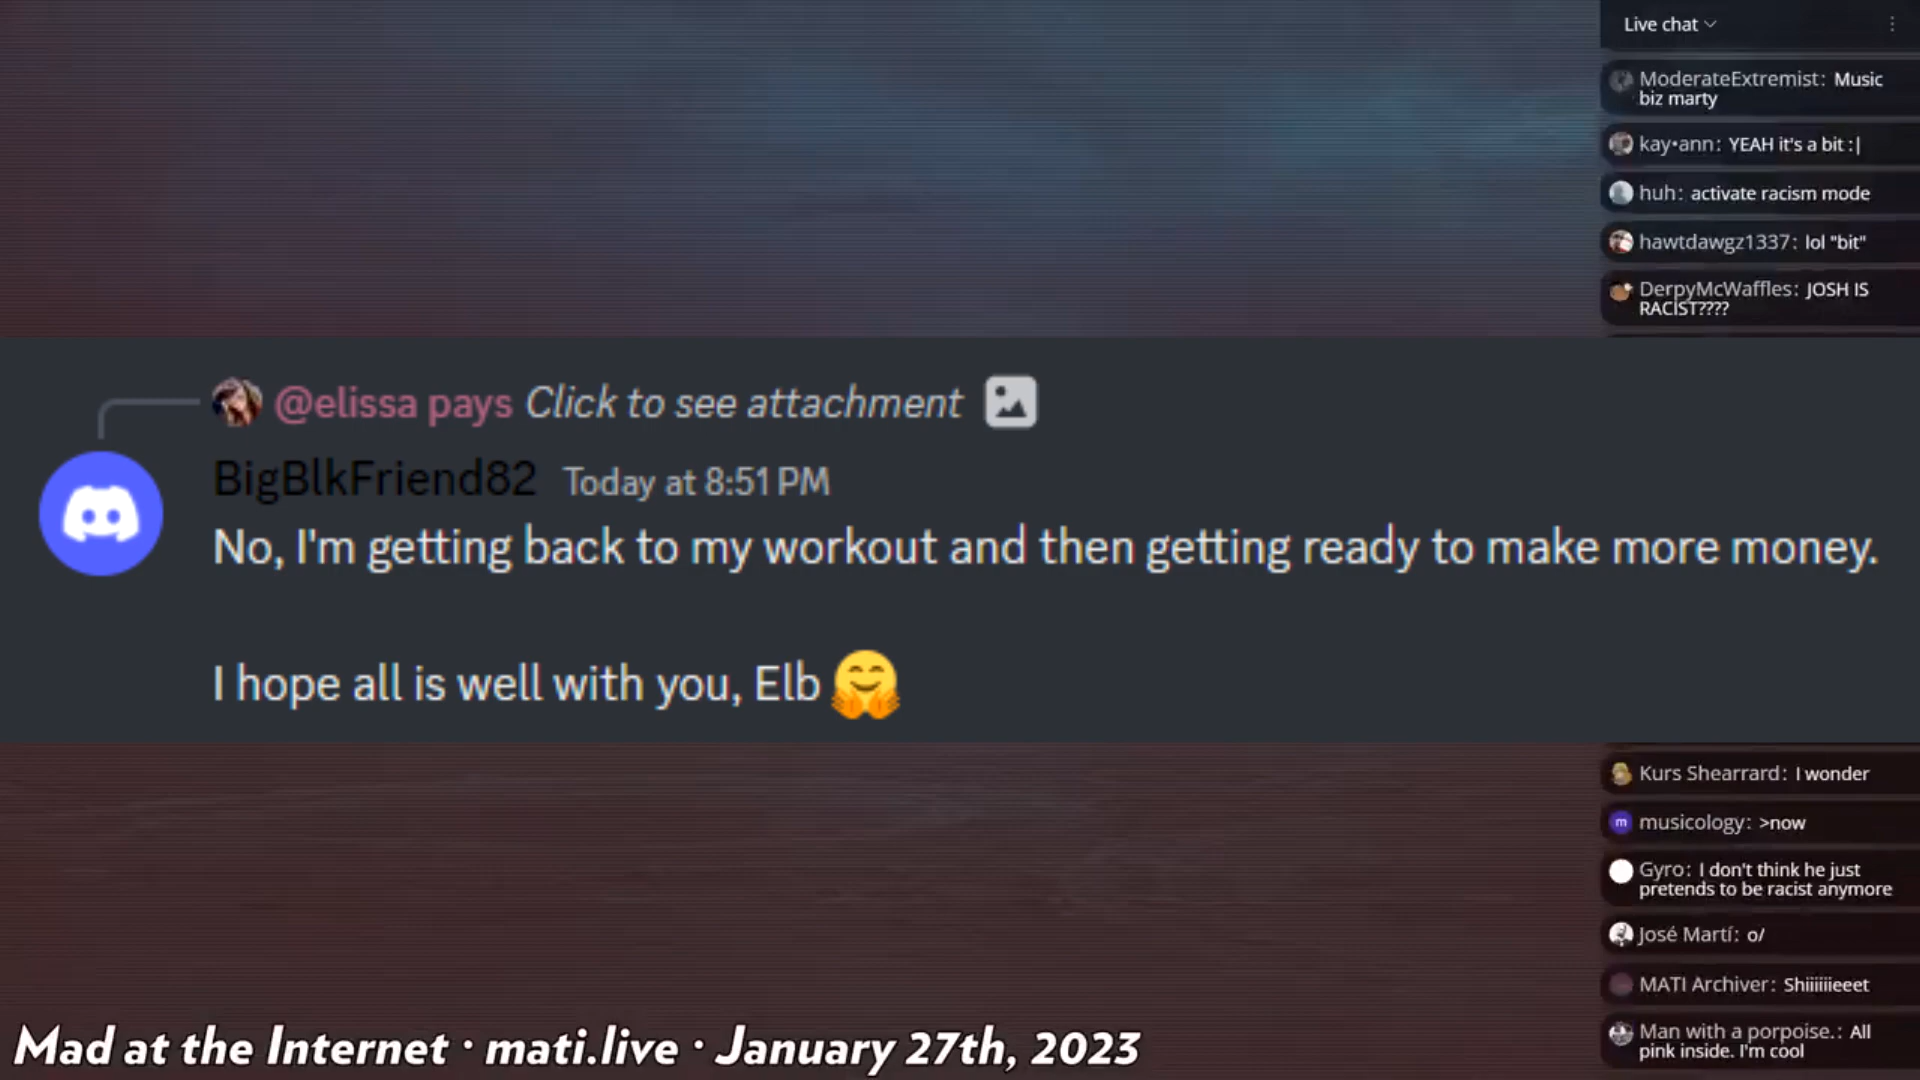 Live chat
ModerateExtremist: Music
biz marty
kay•ann: YEAH it's a bit :|
huh: activate racism mode
hawtdawgz1337: lol "bit"
DerpyMcWaffles: JOSH IS
RACIST????
@elissa pays Click to see attachment
BigBlkFriend82 Today at 8:51 PM
No, I'm getting back to my workout and then getting ready to make more money.
I hope all is well with you, Elb 🤗
Kurs Shearrard: I wonder
m musicology: >now
Gyro: I don't think he just
pretends to be racist anymore
José Martí: o/
MATI Archiver: Shiiiiiieeet
Man with a porpoise.: All
pink inside. I'm cool
Mad at the Internet · mati.live · January 27th, 2023